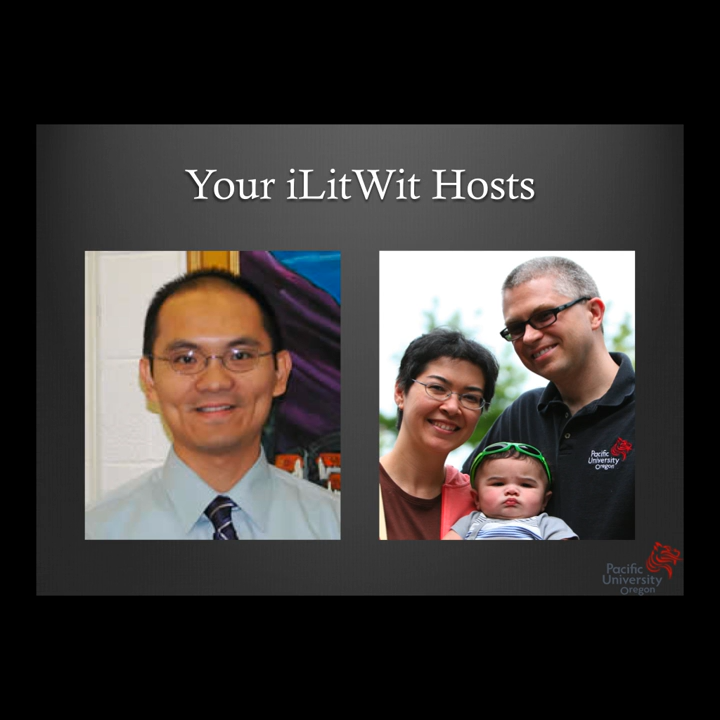 Your iLitWit Hosts
Pacific
University
Oregon
Pacific
University
Oregon